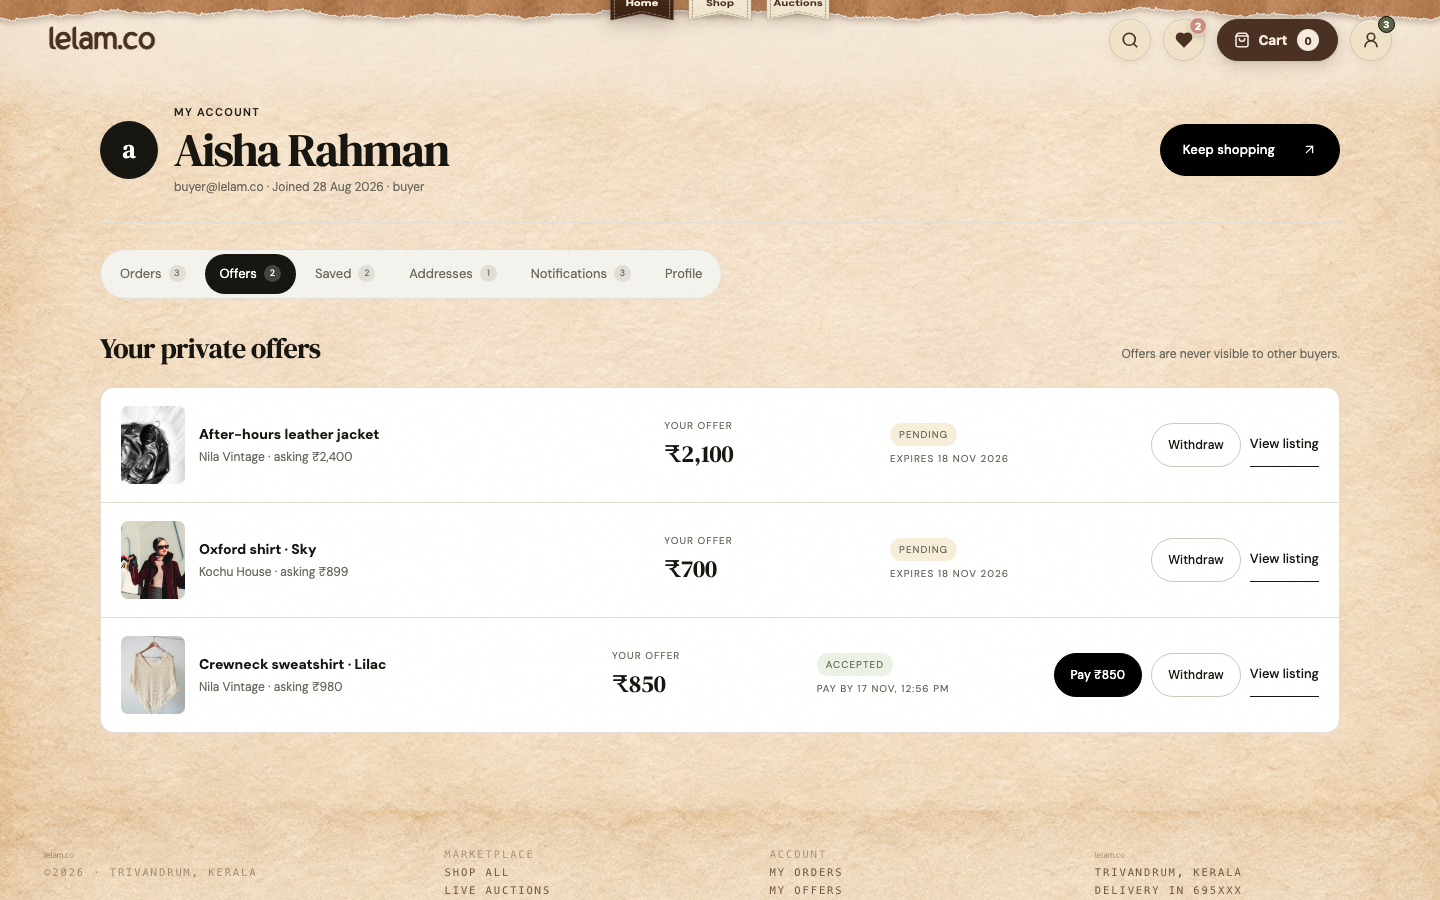 Home
Shop
Auctions
lelam.co
2
Cart 0
3
MY ACCOUNT
a
Aisha Rahman
buyer@lelam.co · Joined 28 Aug 2026 · buyer
Keep shopping
Orders 3
Offers 2
Saved 2
Addresses 1
Notifications 3
Profile
Your private offers
Offers are never visible to other buyers.
After-hours leather jacket
Nila Vintage · asking ₹2,400
YOUR OFFER
₹2,100
PENDING
EXPIRES 18 NOV 2026
Withdraw
View listing
Oxford shirt · Sky
Kochu House · asking ₹899
YOUR OFFER
₹700
PENDING
EXPIRES 18 NOV 2026
Withdraw
View listing
Crewneck sweatshirt · Lilac
Nila Vintage · asking ₹980
YOUR OFFER
₹850
ACCEPTED
PAY BY 17 NOV, 12:56 PM
Pay ₹850
Withdraw
View listing
lelam.co
©2026 · TRIVANDRUM, KERALA
MARKETPLACE
SHOP ALL
LIVE AUCTIONS
ACCOUNT
MY ORDERS
MY OFFERS
lelam.co
TRIVANDRUM, KERALA
DELIVERY IN 695XXX